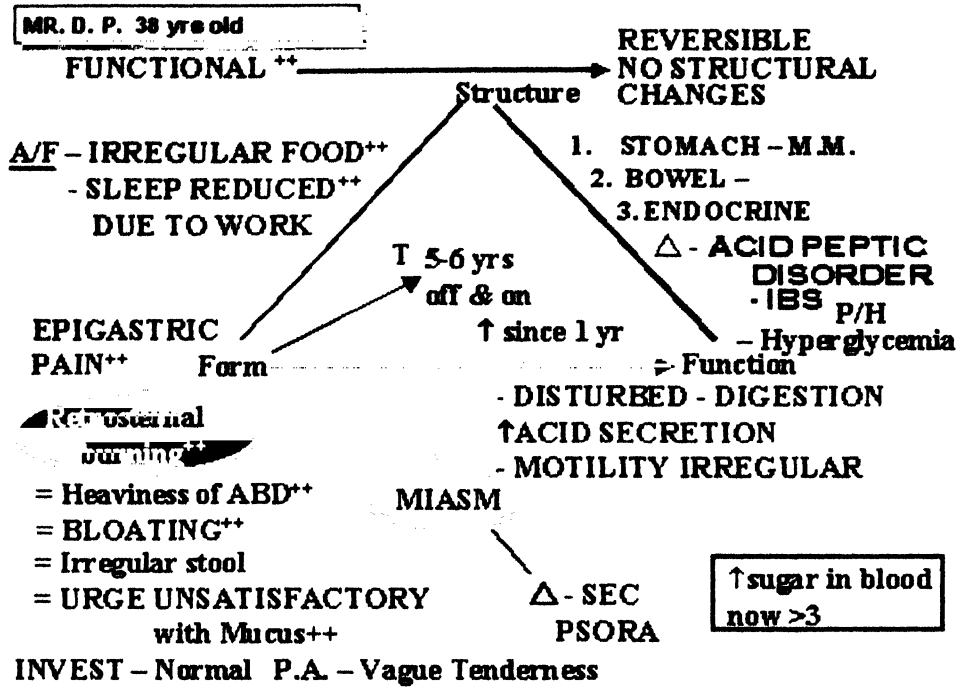 MR. D. P. 38 yrs old
FUNCTIONAL ++
REVERSIBLE
NO STRUCTURAL
CHANGES
Structure
A/F – IRREGULAR FOOD++
- SLEEP REDUCED++
DUE TO WORK
1. STOMACH – M.M.
2. BOWEL –
3. ENDOCRINE
△ - ACID PEPTIC
DISORDER
- IBS
P/H
– Hyperglycemia
T 5-6 yrs
off & on
↑ since 1 yr
EPIGASTRIC
PAIN++
Form
Function
Retrosternal
burning++
= Heaviness of ABD++
= BLOATING++
= Irregular stool
= URGE UNSATISFACTORY
with Mucus++
- DISTURBED - DIGESTION
↑ACID SECRETION
- MOTILITY IRREGULAR
MIASM
△ - SEC
PSORA
↑sugar in blood
now >3
INVEST – Normal P.A. – Vague Tenderness